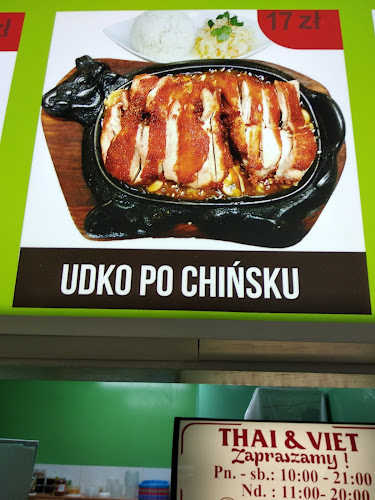 17 zł
zł
UDKO PO CHIŃSKU
THAI & VIET
Zapraszamy !
Pn. - sb.: 10:00 - 21:00
Nd. : 11:00- 20:00